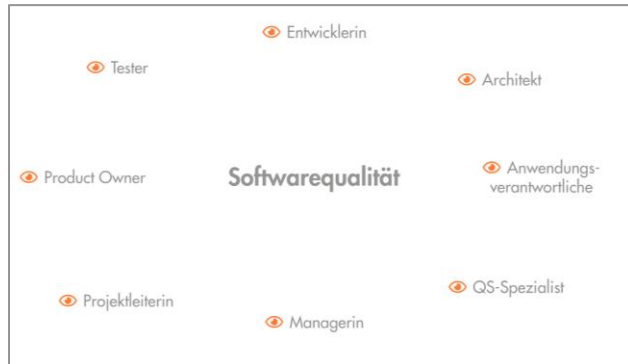 Entwicklerin
Tester
Architekt
Product Owner
Softwarequalität
Anwendungs-
verantwortliche
QS-Spezialist
Projektleiterin
Managerin